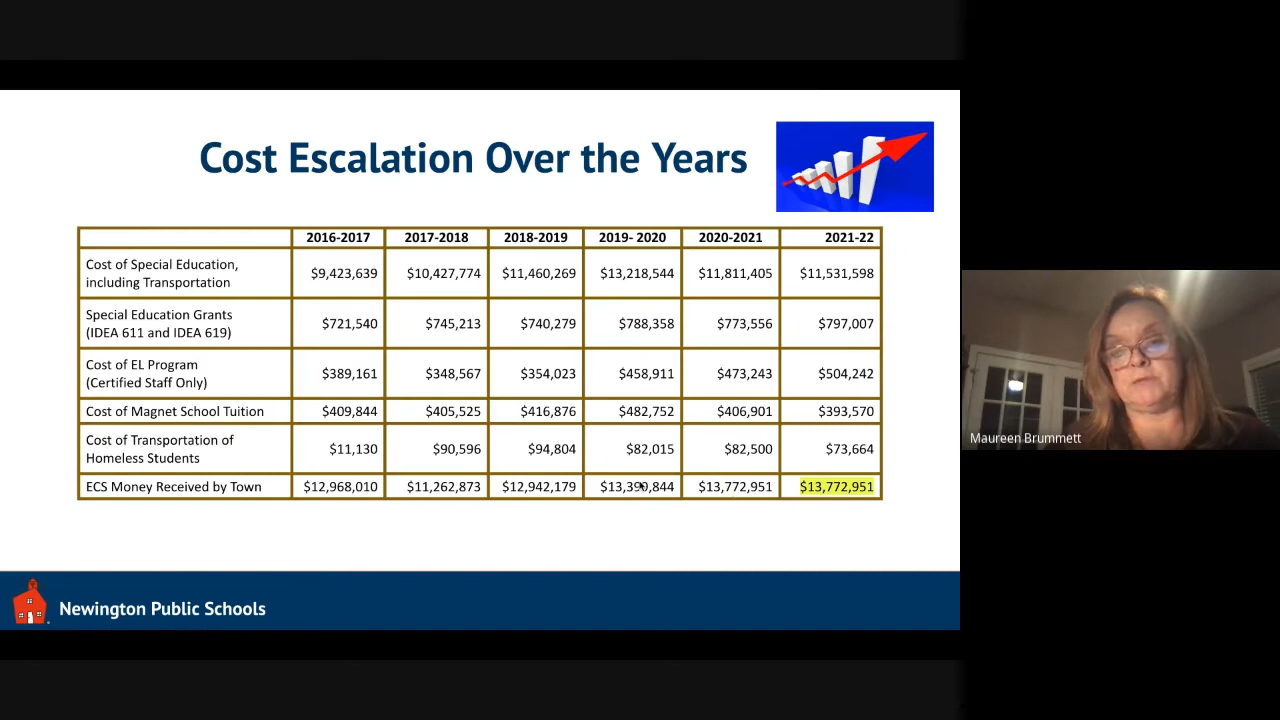 Cost Escalation Over the Years
2016-2017 2017-2018 2018-2019 2019- 2020 2020-2021 2021-22
Cost of Special Education,
including Transportation $9,423,639 $10,427,774 $11,460,269 $13,218,544 $11,811,405 $11,531,598
Special Education Grants
(IDEA 611 and IDEA 619) $721,540 $745,213 $740,279 $788,358 $773,556 $797,007
Cost of EL Program
(Certified Staff Only) $389,161 $348,567 $354,023 $458,911 $473,243 $504,242
Cost of Magnet School Tuition $409,844 $405,525 $416,876 $482,752 $406,901 $393,570
Cost of Transportation of
Homeless Students $11,130 $90,596 $94,804 $82,015 $82,500 $73,664
ECS Money Received by Town $12,968,010 $11,262,873 $12,942,179 $13,772,951 $13,772,951
Maureen Brummett
Newington Public Schools